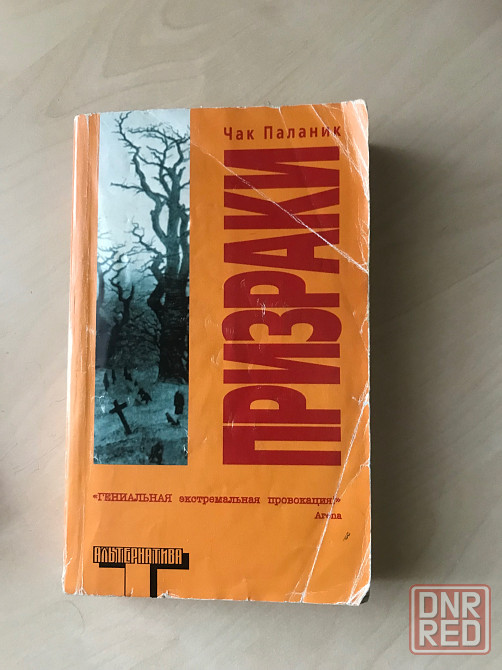 Чак Паланик
ПРИЗРАКИ
«ГЕНИАЛЬНАЯ экстремальная провокация!»
Arena
АЛЬТЕРНАТИВА
DNR
RED